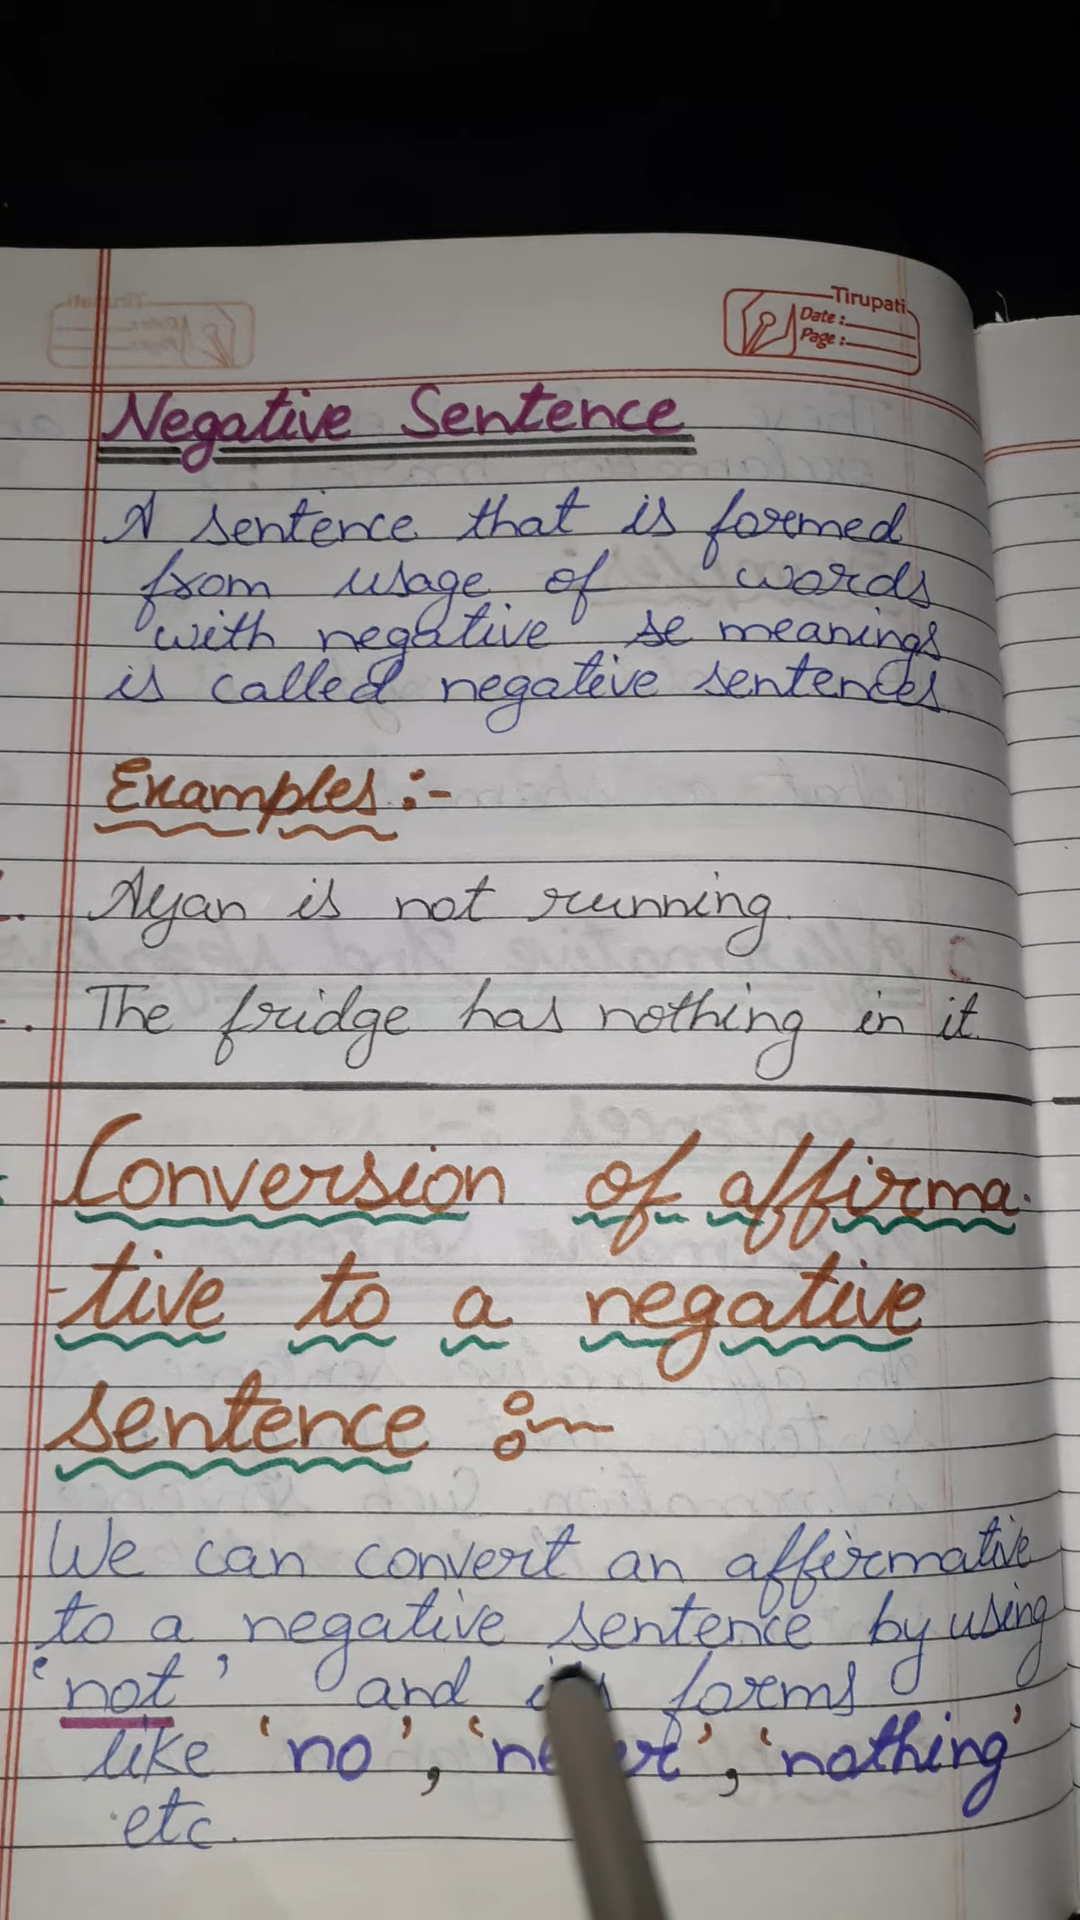 Tirupati
Date:
Page:
Negative Sentence
A sentence that is formed
from usage of words
with negative se meanings
is called negative sentences.
Examples :-
Ayan is not running.
The fridge has nothing in it.
Conversion of affirma-
-tive to a negative
sentence :-
We can convert an affirmative
to a negative sentence by using
'not' and forms
like 'no', 'nothing'
etc.